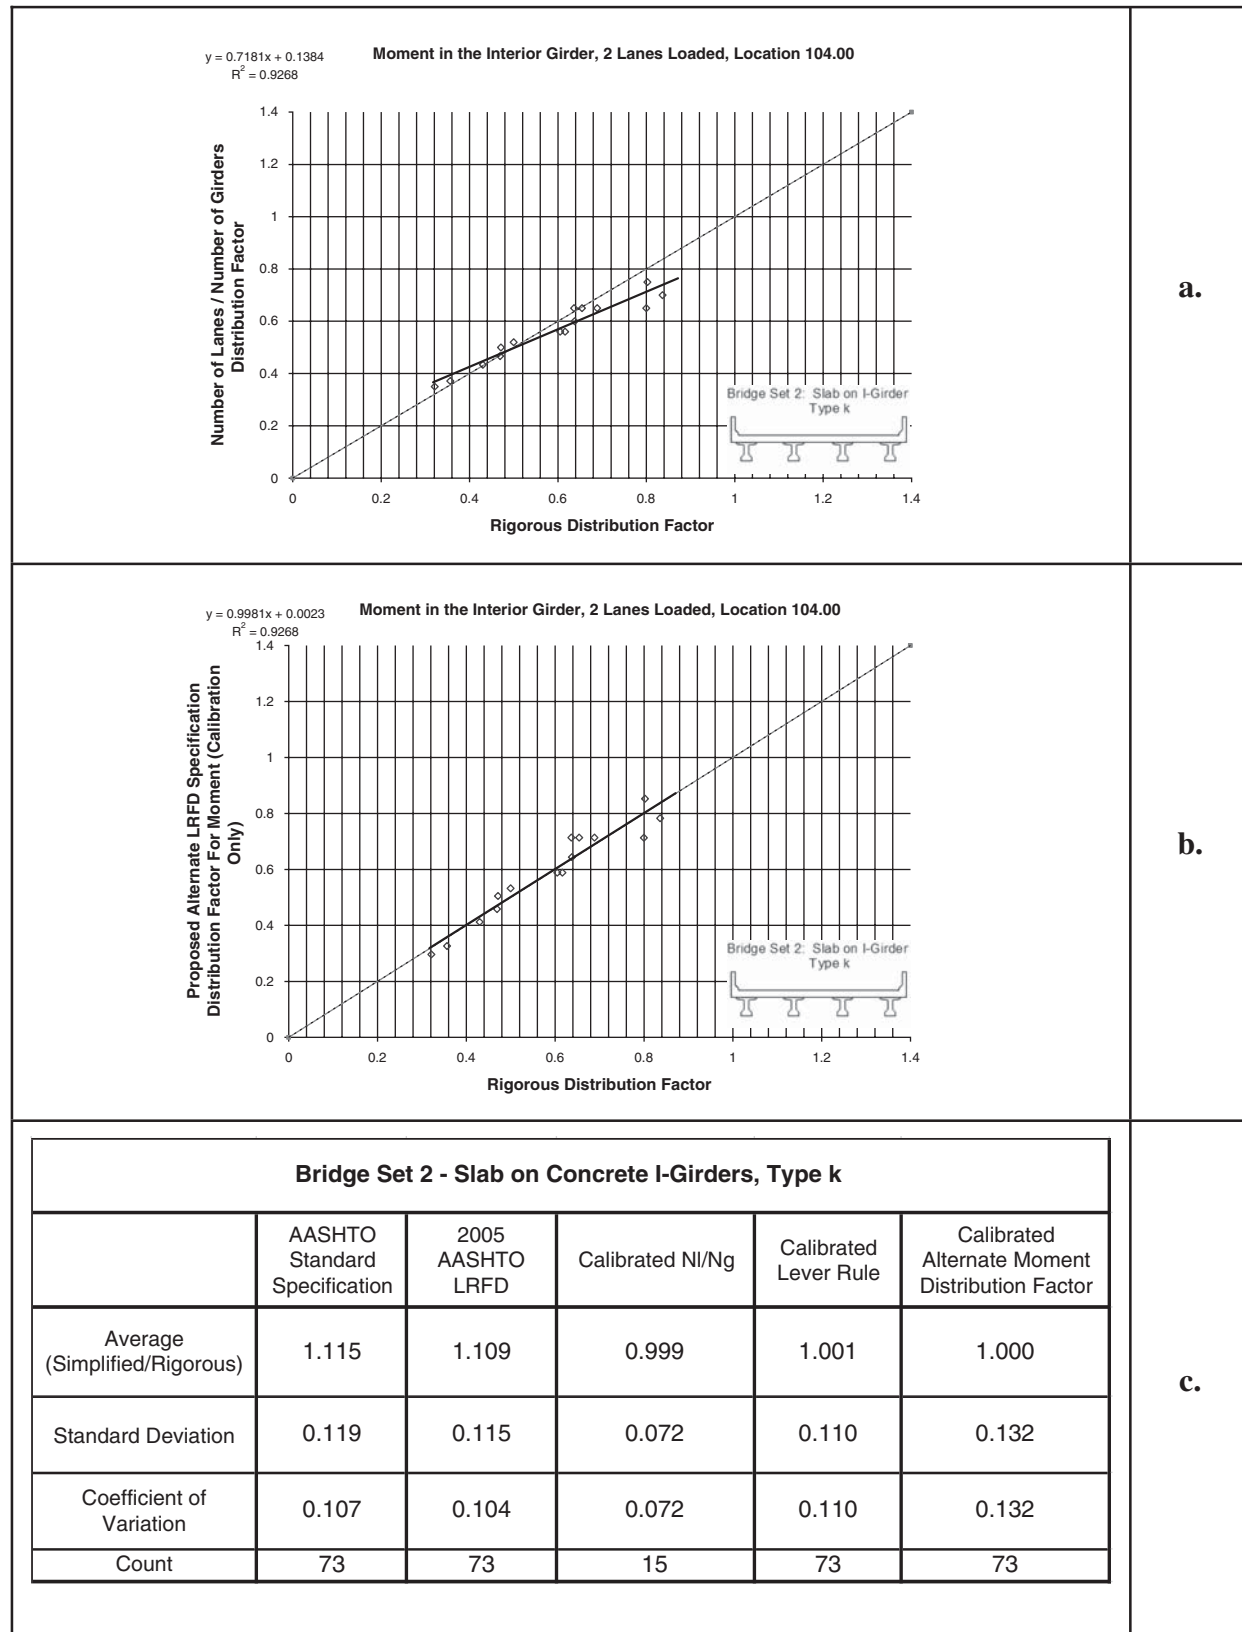 y = 0.7181x + 0.1384
R² = 0.9268
Moment in the Interior Girder, 2 Lanes Loaded, Location 104.00
Number of Lanes / Number of Girders
Distribution Factor
1.4
1.2
1
0.8
0.6
0.4
0.2
0
0 0.2 0.4 0.6 0.8 1 1.2 1.4
Rigorous Distribution Factor
Bridge Set 2: Slab on I-Girder
Type k
a.
y = 0.9981x + 0.0023
R² = 0.9268
Moment in the Interior Girder, 2 Lanes Loaded, Location 104.00
Proposed Alternate LRFD Specification
Distribution Factor For Moment (Calibration
Only)
1.4
1.2
1
0.8
0.6
0.4
0.2
0
0 0.2 0.4 0.6 0.8 1 1.2 1.4
Rigorous Distribution Factor
Bridge Set 2: Slab on I-Girder
Type k
b.
Bridge Set 2 - Slab on Concrete I-Girders, Type k
AASHTO
Standard
Specification
2005
AASHTO
LRFD
Calibrated Nl/Ng
Calibrated
Lever Rule
Calibrated
Alternate Moment
Distribution Factor
Average
(Simplified/Rigorous)
1.115 1.109 0.999 1.001 1.000
Standard Deviation 0.119 0.115 0.072 0.110 0.132
Coefficient of
Variation
0.107 0.104 0.072 0.110 0.132
Count 73 73 15 73 73
c.